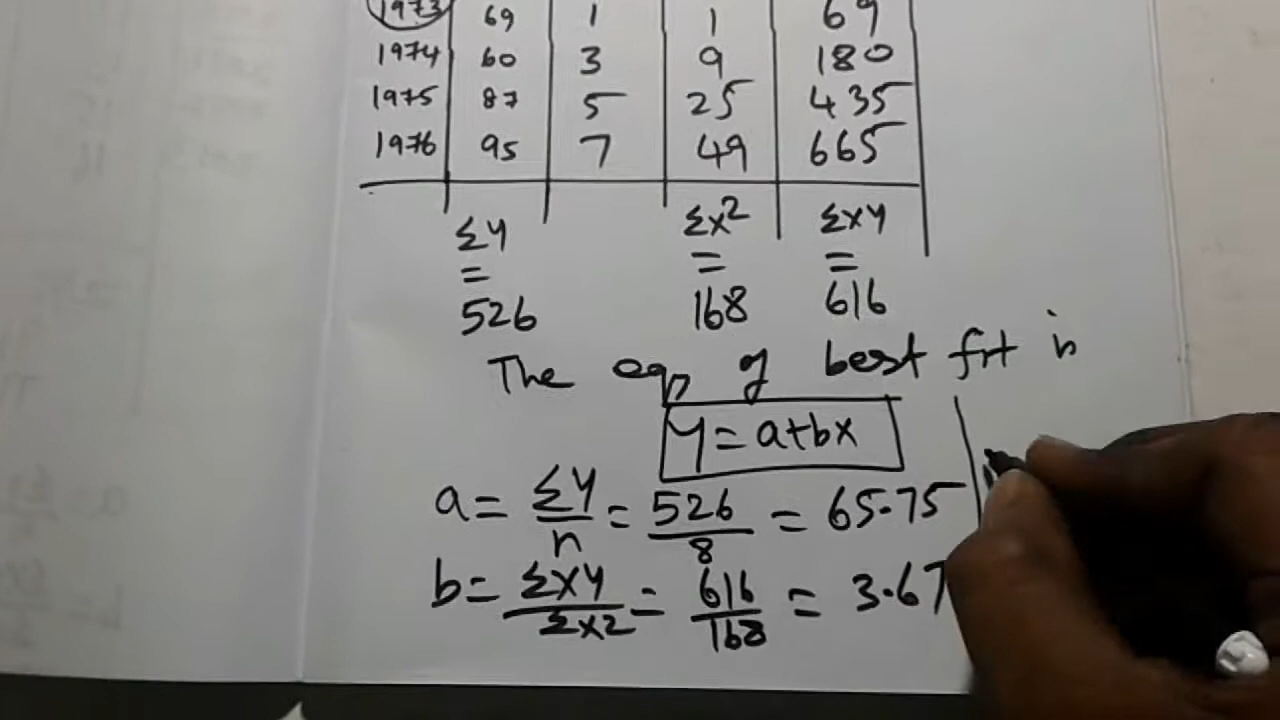 1973 69 1 1 69
1974 60 3 9 180
1975 87 5 25 435
1976 95 7 49 665
Σy Σx² Σxy
= = =
526 168 616
The eqn of best fit is
y = a+bx
a = Σy/n = 526/8 = 65.75
b = Σxy/Σx2 = 616/168 = 3.67